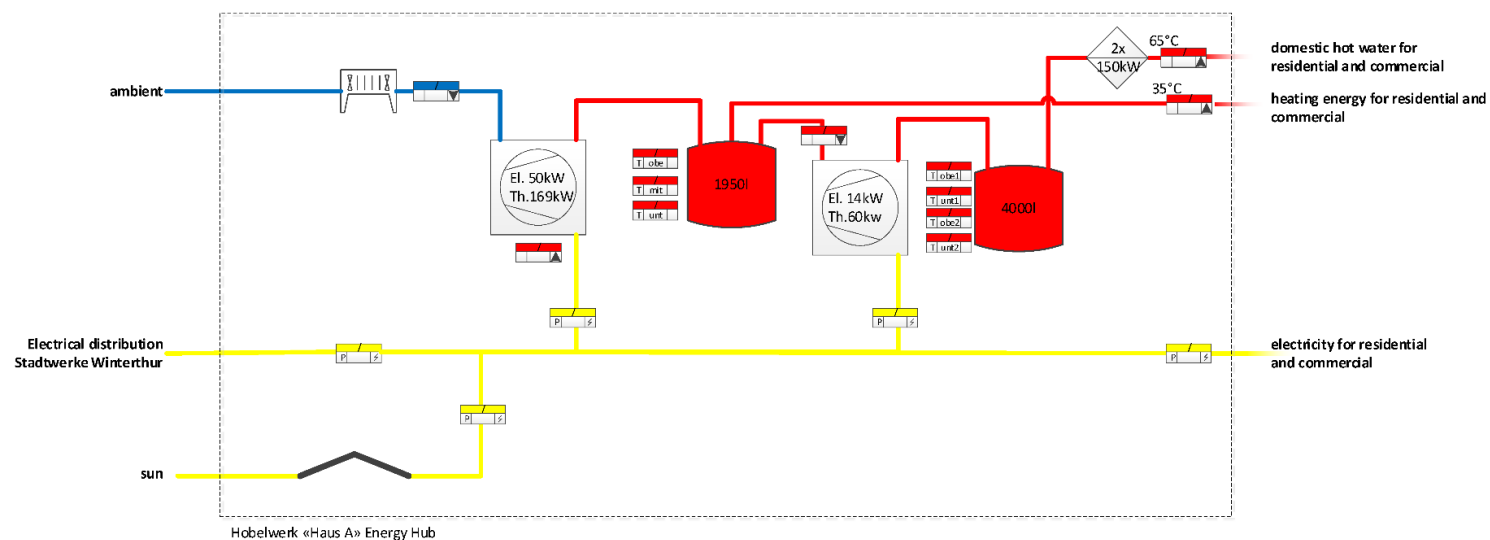 2x
150kW
65°C
domestic hot water for
residential and commercial
ambient
35°C
heating energy for residential and
commercial
El. 50kW
Th.169kW
T obe
T mit
T unt
1950l
El. 14kW
Th.60kw
T obe1
T unt1
T obe2
T unt2
4000l
P
P
Electrical distribution
Stadtwerke Winterthur
P
P
electricity for residential
and commercial
P
sun
Hobelwerk «Haus A» Energy Hub